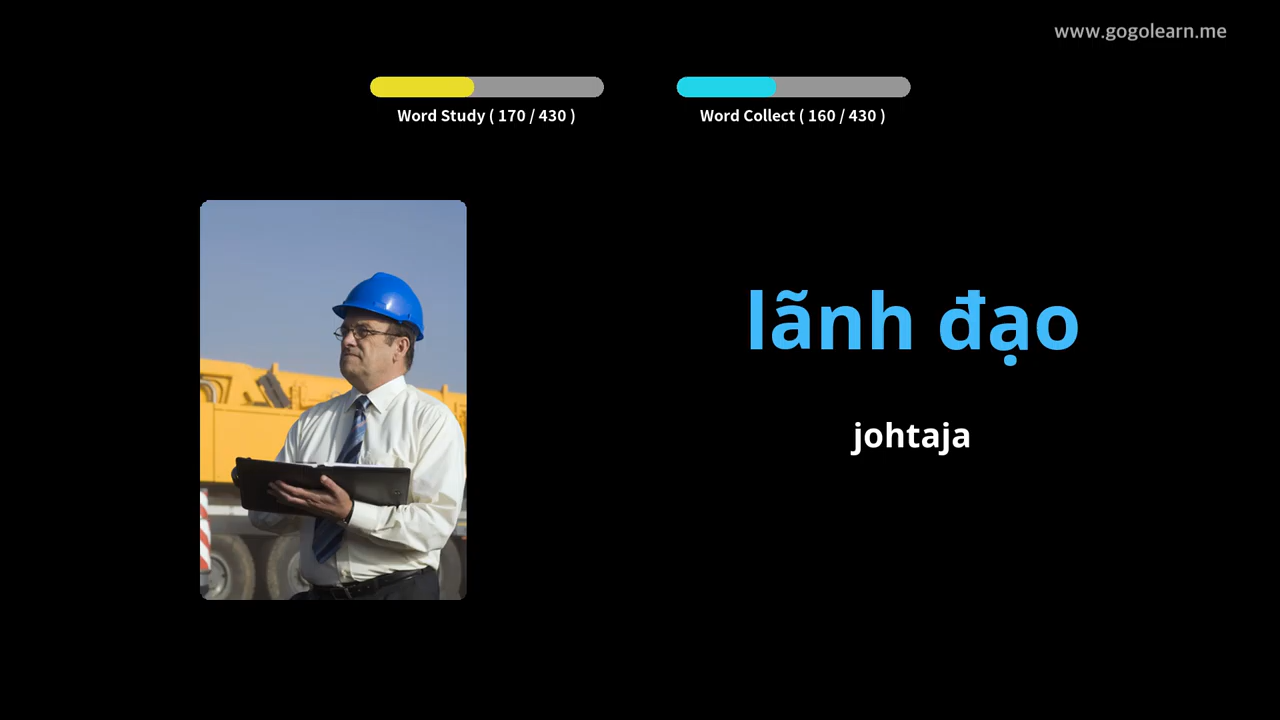 www.gogolearn.me
Word Study ( 170 / 430 )
Word Collect ( 160 / 430 )
lãnh đạo
johtaja